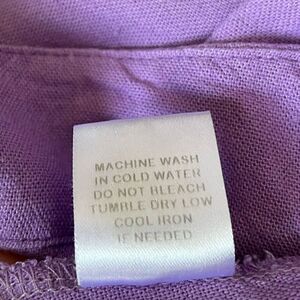 MACHINE WASH
IN COLD WATER
DO NOT BLEACH
TUMBLE DRY LOW
COOL IRON
IF NEEDED